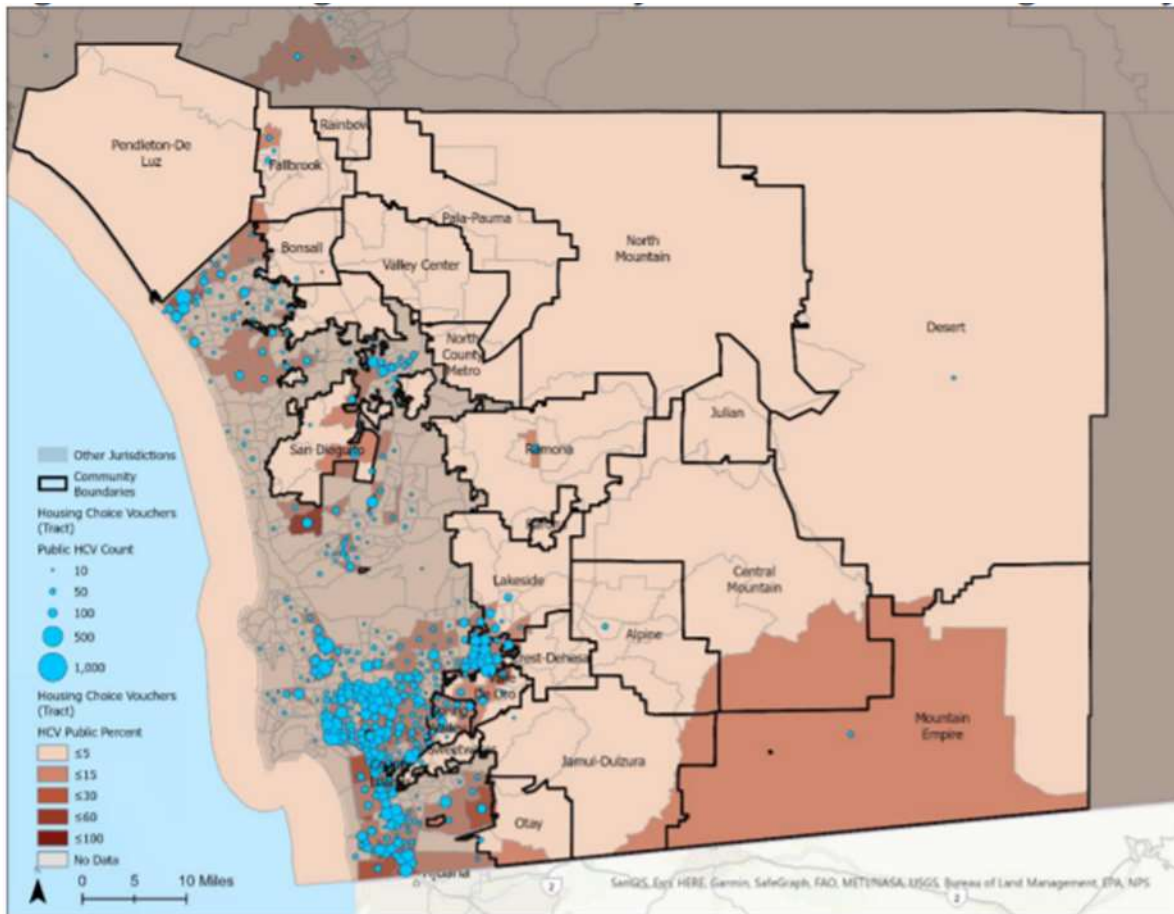 Rainbow
Pendleton-De
Luz
Fallbrook
Pala-Pauma
North
Mountain
Bonsall
Valley Center
Desert
North
County
Metro
Julian
San Dieguito
Ramona
Other Jurisdictions
Community
Boundaries
Housing Choice Vouchers
(Tract)
Public HCV Count
10
50
100
500
1,000
Housing Choice Vouchers
(Tract)
HCV Public Percent
≤5
≤15
≤30
≤60
≤100
No Data
0 5 10 Miles
Lakeside
Central
Mountain
Alpine
Crest-Dehesa
De Oro
Mountain
Empire
Jamul-Dulzura
Otay
Tijuana
2
2
SanGIS, Esri, HERE, Garmin, SafeGraph, FAO, METI/NASA, USGS, Bureau of Land Management, EPA, NPS